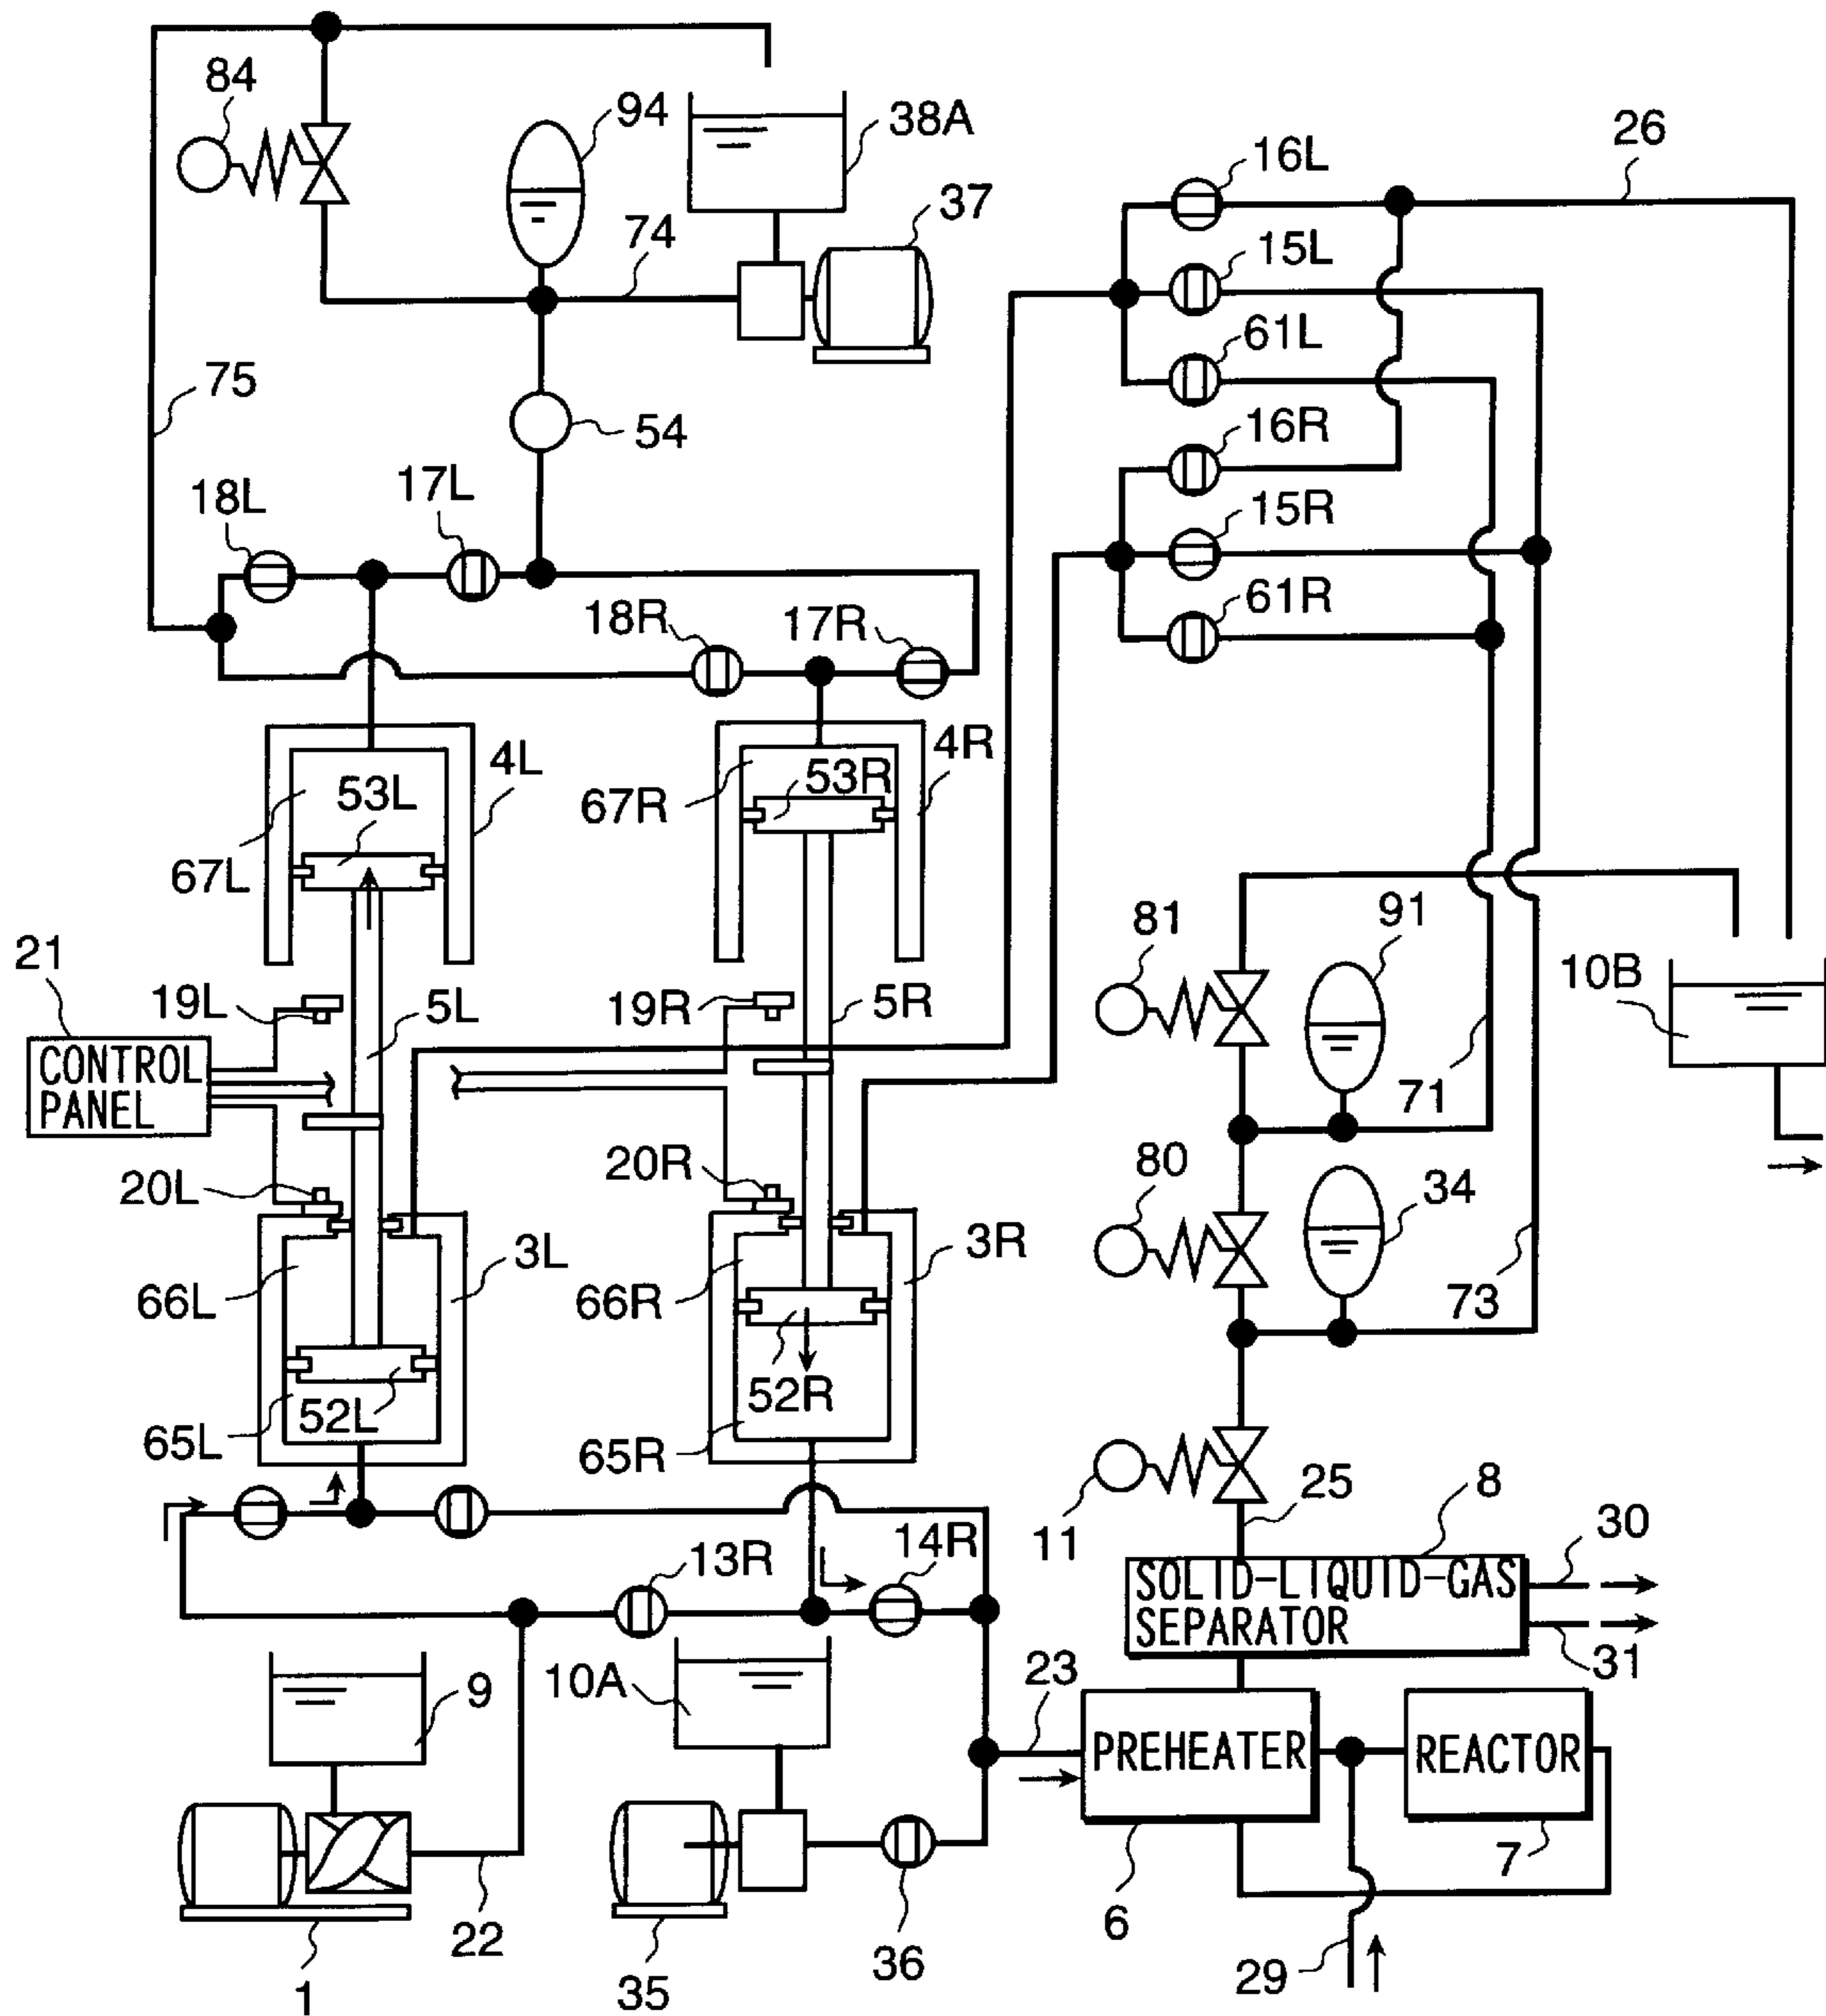 84
94
38A
37
74
26
16L
15L
61L
75
54
16R
18L
17L
15R
61R
18R
17R
4L
53L
67L
4R
53R
67R
81
91
10B
21
19L
5L
19R
5R
CONTROL
PANEL
71
20L
20R
80
34
3L
66L
3R
66R
73
52L
65L
52R
65R
11
25
8
30
13R
14R
SOLID-LIQUID-GAS
SEPARATOR
31
9
10A
23
PREHEATER
REACTOR
22
1
35
36
6
7
29